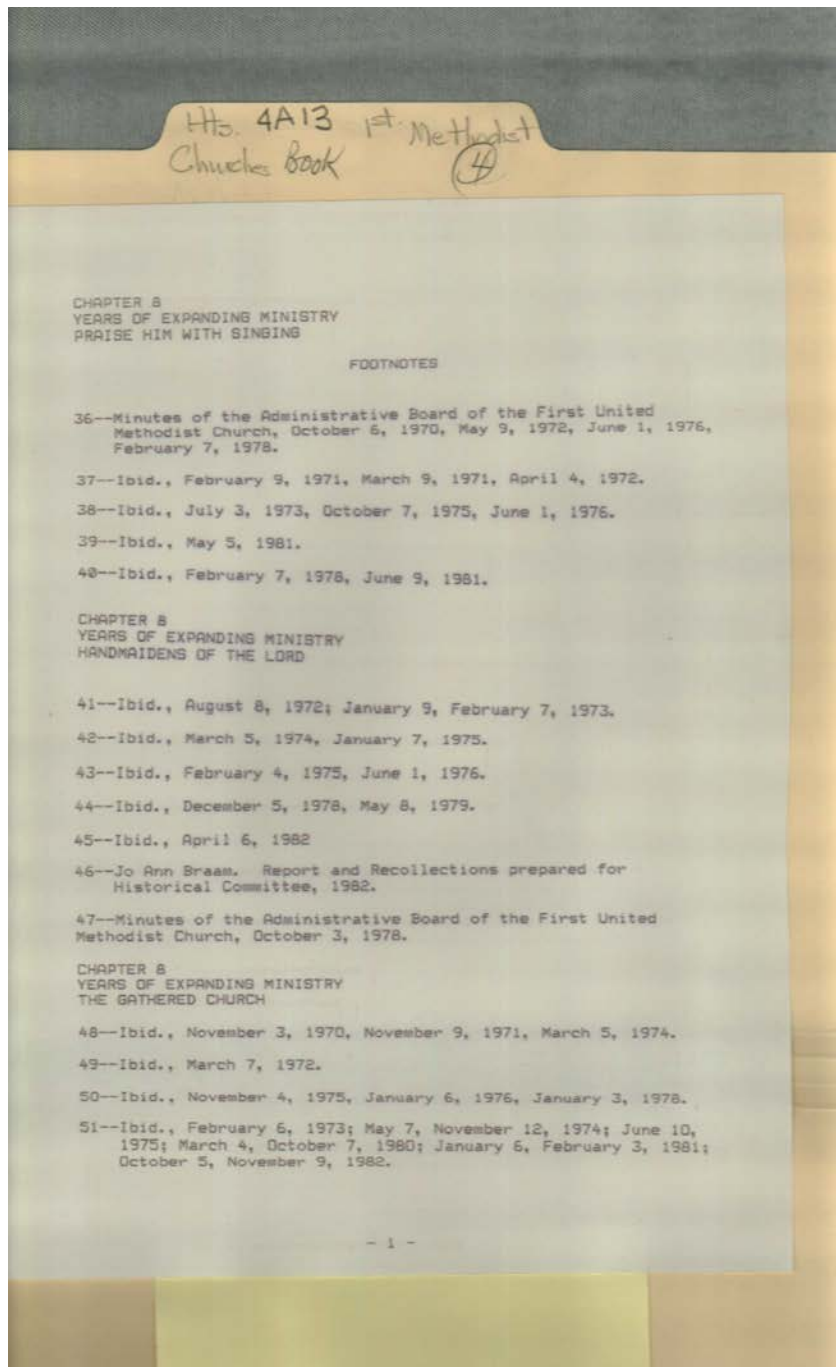 Hts. 4A13 1st. Methodist
Churches Book 4
CHAPTER 8
YEARS OF EXPANDING MINISTRY
PRAISE HIM WITH SINGING
FOOTNOTES
36--Minutes of the Administrative Board of the First United
Methodist Church, October 6, 1970, May 9, 1972, June 1, 1976,
February 7, 1978.
37--Ibid., February 9, 1971, March 9, 1971, April 4, 1972.
38--Ibid., July 3, 1973, October 7, 1975, June 1, 1976.
39--Ibid., May 5, 1981.
40--Ibid., February 7, 1978, June 9, 1981.
CHAPTER 8
YEARS OF EXPANDING MINISTRY
HANDMAIDENS OF THE LORD
41--Ibid., August 8, 1972; January 9, February 7, 1973.
42--Ibid., March 5, 1974, January 7, 1975.
43--Ibid., February 4, 1975, June 1, 1976.
44--Ibid., December 5, 1978, May 8, 1979.
45--Ibid., April 6, 1982
46--Jo Ann Braam. Report and Recollections prepared for
Historical Committee, 1982.
47--Minutes of the Administrative Board of the First United
Methodist Church, October 3, 1978.
CHAPTER 8
YEARS OF EXPANDING MINISTRY
THE GATHERED CHURCH
48--Ibid., November 3, 1970, November 9, 1971, March 5, 1974.
49--Ibid., March 7, 1972.
50--Ibid., November 4, 1975, January 6, 1976, January 3, 1978.
51--Ibid., February 6, 1973; May 7, November 12, 1974; June 10,
1975; March 4, October 7, 1980; January 6, February 3, 1981;
October 5, November 9, 1982.
- 1 -